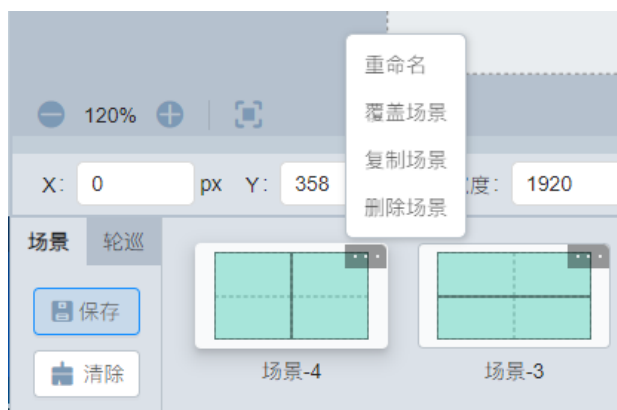 重命名
覆盖场景
复制场景
删除场景
120%
X: 0 px Y: 358 度: 1920
场景 轮巡
保存
清除
场景-4 场景-3